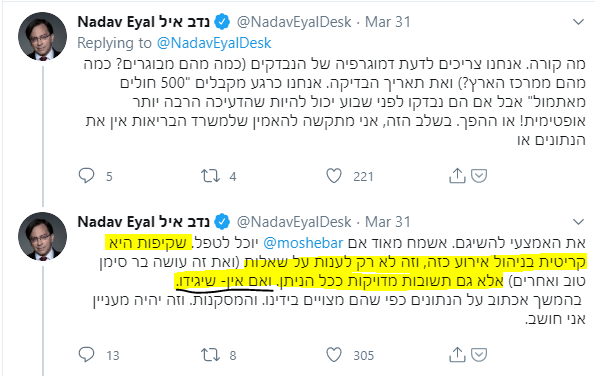 Nadav Eyal נדב איל @NadavEyalDesk · Mar 31
Replying to @NadavEyalDesk
מה קורה. אנחנו צריכים לדעת דמוגרפיה של הנבדקים (כמה מהם מבוגרים? כמה
מהם ממרכז הארץ?) ואת תאריך הבדיקה. אנחנו כרגע מקבלים "500 חולים
מאתמול" אבל אם הם נבדקו לפני שבוע יכול להיות שהדעיכה הרבה יותר
אופטימית! או ההפך. בשלב הזה, אני מתקשה להאמין שלמשרד הבריאות אין את
הנתונים או
5 4 221
Nadav Eyal נדב איל @NadavEyalDesk · Mar 31
את האמצעי להשיגם. אשמח מאוד אם @moshebar יוכל לטפל. שקיפות היא
קריטית בניהול אירוע כזה, וזה לא רק לענות על שאלות (ואת זה עושה בר סימן
טוב ואחרים) אלא גם תשובות מדויקות ככל הניתן. ואם אין- שיגידו.
בהמשך אכתוב על הנתונים כפי שהם מצויים בידינו. והמסקנות. וזה יהיה מעניין
אני חושב.
13 8 305